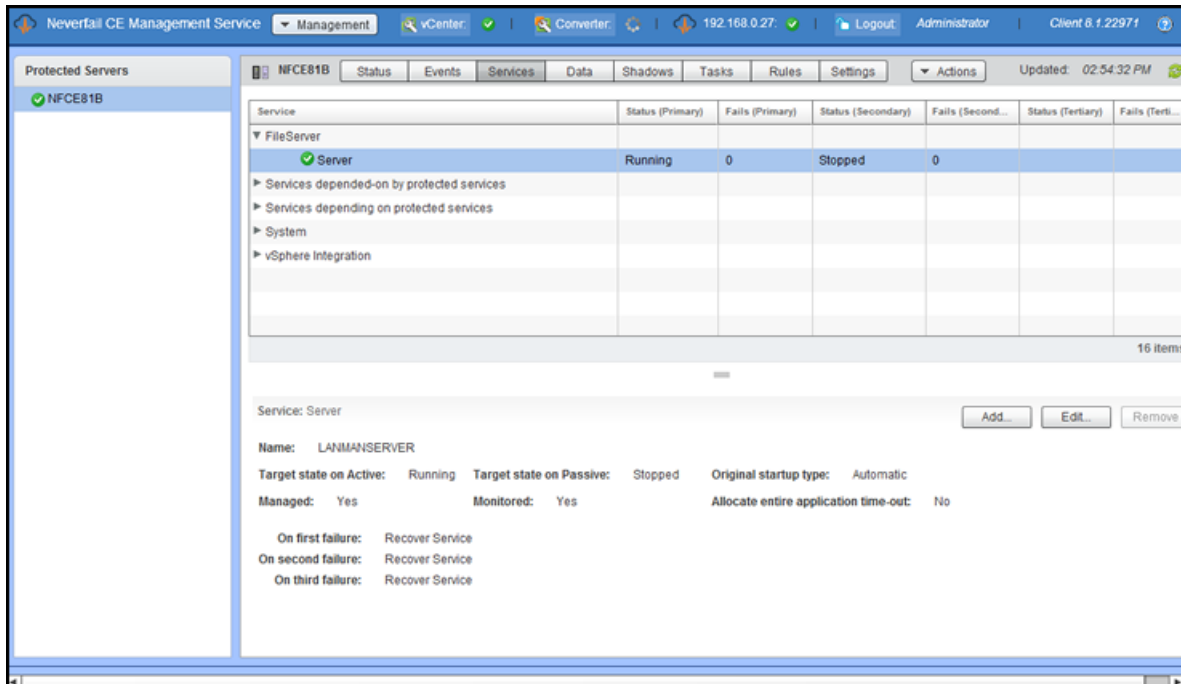 Neverfail CE Management Service Management vCenter: Converter: 192.168.0.27: Logout Administrator Client 8.1.22971
Protected Servers
NFCE81B
NFCE81B Status Events Services Data Shadows Tasks Rules Settings Actions Updated: 02:54:32 PM
Service Status (Primary) Fails (Primary) Status (Secondary) Fails (Second... Status (Tertiary) Fails (Terti...
FileServer
Server Running 0 Stopped 0
Services depended-on by protected services
Services depending on protected services
System
vSphere Integration
16 items
Service: Server Add... Edit... Remove
Name: LANMANSERVER
Target state on Active: Running Target state on Passive: Stopped Original startup type: Automatic
Managed: Yes Monitored: Yes Allocate entire application time-out: No
On first failure: Recover Service
On second failure: Recover Service
On third failure: Recover Service